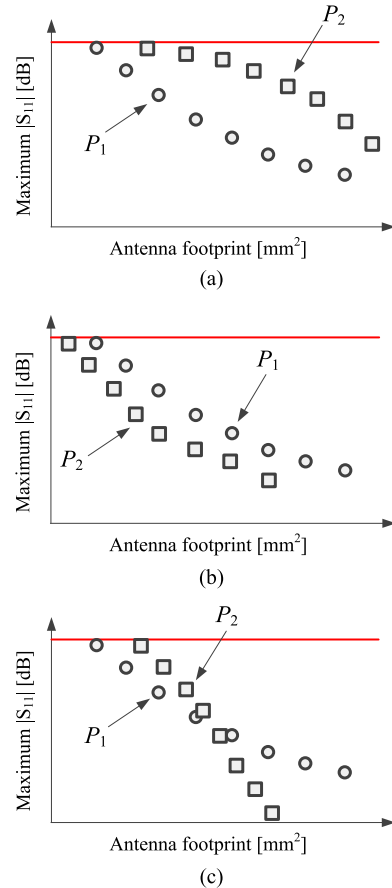 Maximum |S₁₁| [dB]
P₂
P₁
Antenna footprint [mm²]
(a)
Maximum |S₁₁| [dB]
P₁
P₂
Antenna footprint [mm²]
(b)
Maximum |S₁₁| [dB]
P₂
P₁
Antenna footprint [mm²]
(c)